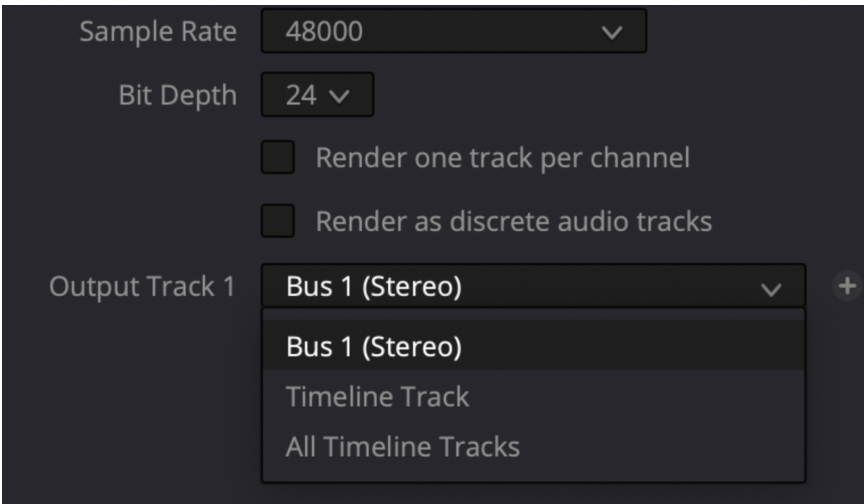 Sample Rate 48000
Bit Depth 24
Render one track per channel
Render as discrete audio tracks
Output Track 1 Bus 1 (Stereo)
Bus 1 (Stereo)
Timeline Track
All Timeline Tracks